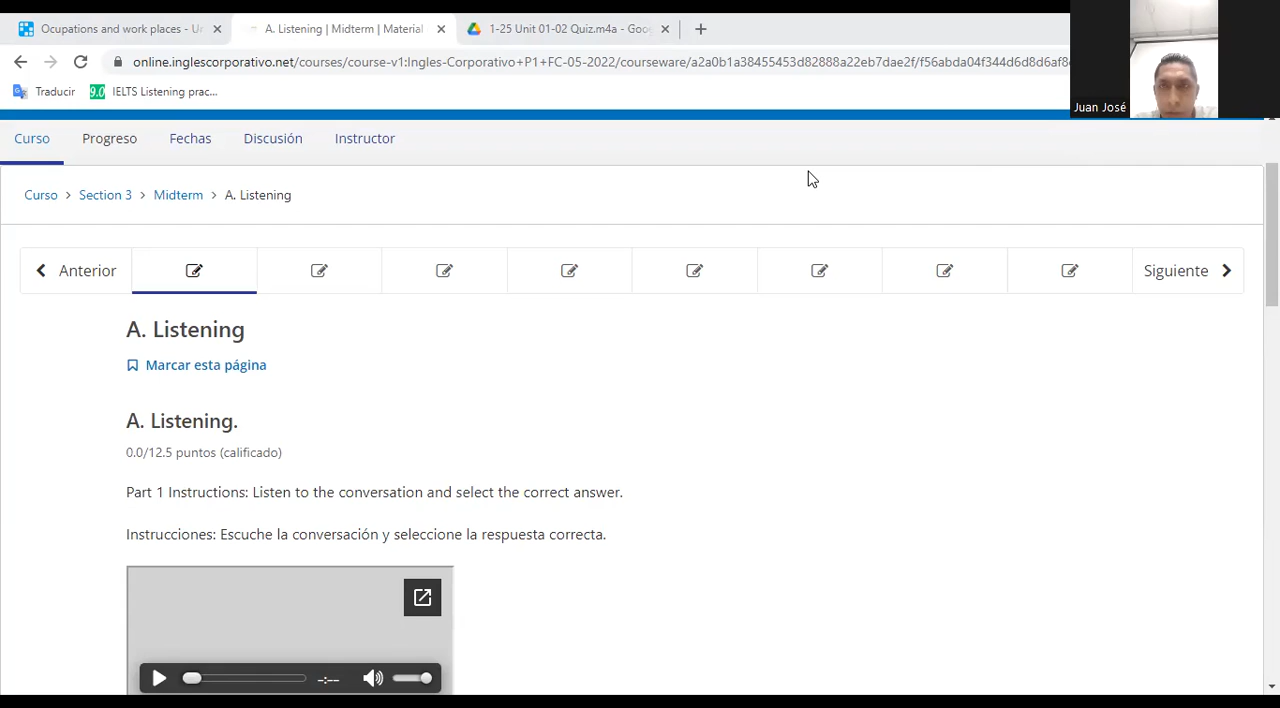 Ocupations and work places - Ur
A. Listening | Midterm | Material
1-25 Unit 01-02 Quiz.m4a - Goo
online.inglescorporativo.net/courses/course-v1:Ingles-Corporativo+P1+FC-05-2022/courseware/a2a0b1a3e455453d82888a22eb7dae2f/f56abda04f344d6d8d6af8
Traducir
9.0 IELTS Listening prac...
Juan José
Curso Progreso Fechas Discusión Instructor
Curso > Section 3 > Midterm > A. Listening
Anterior
Siguiente
A. Listening
Marcar esta página
A. Listening.
0.0/12.5 puntos (calificado)
Part 1 Instructions: Listen to the conversation and select the correct answer.
Instrucciones: Escuche la conversación y seleccione la respuesta correcta.
-:--